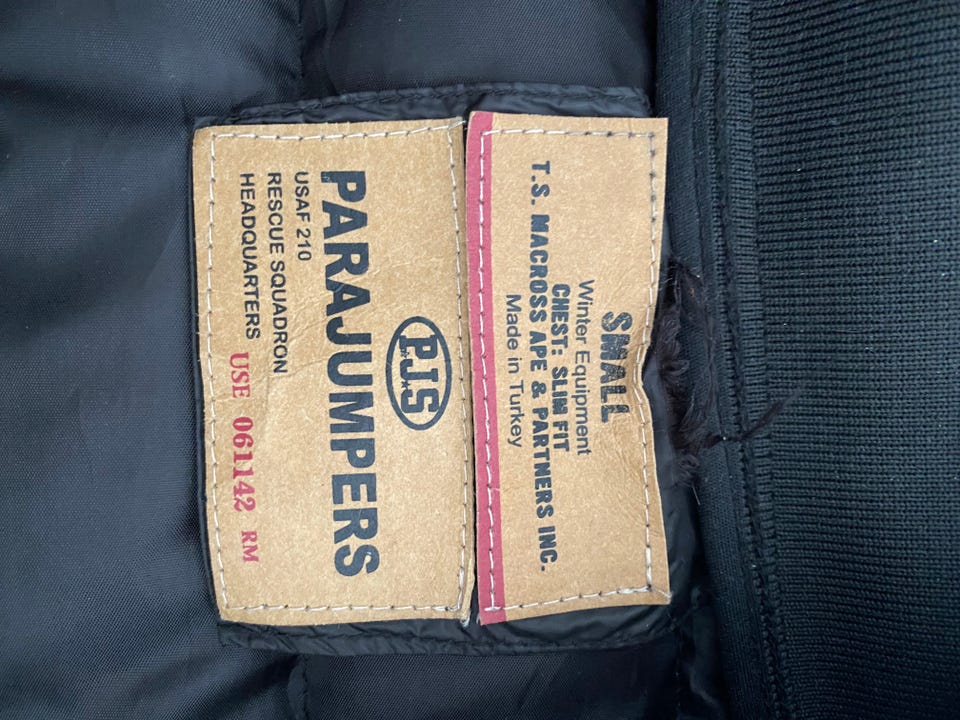 SMALL
Winter Equipment
CHEST: SLIM FIT
T.S. MACROSS APE & PARTNERS INC.
Made in Turkey
P.J.S
PARAJUMPERS
USAF 210
RESCUE SQUADRON
HEADQUARTERS USE 061142 RM